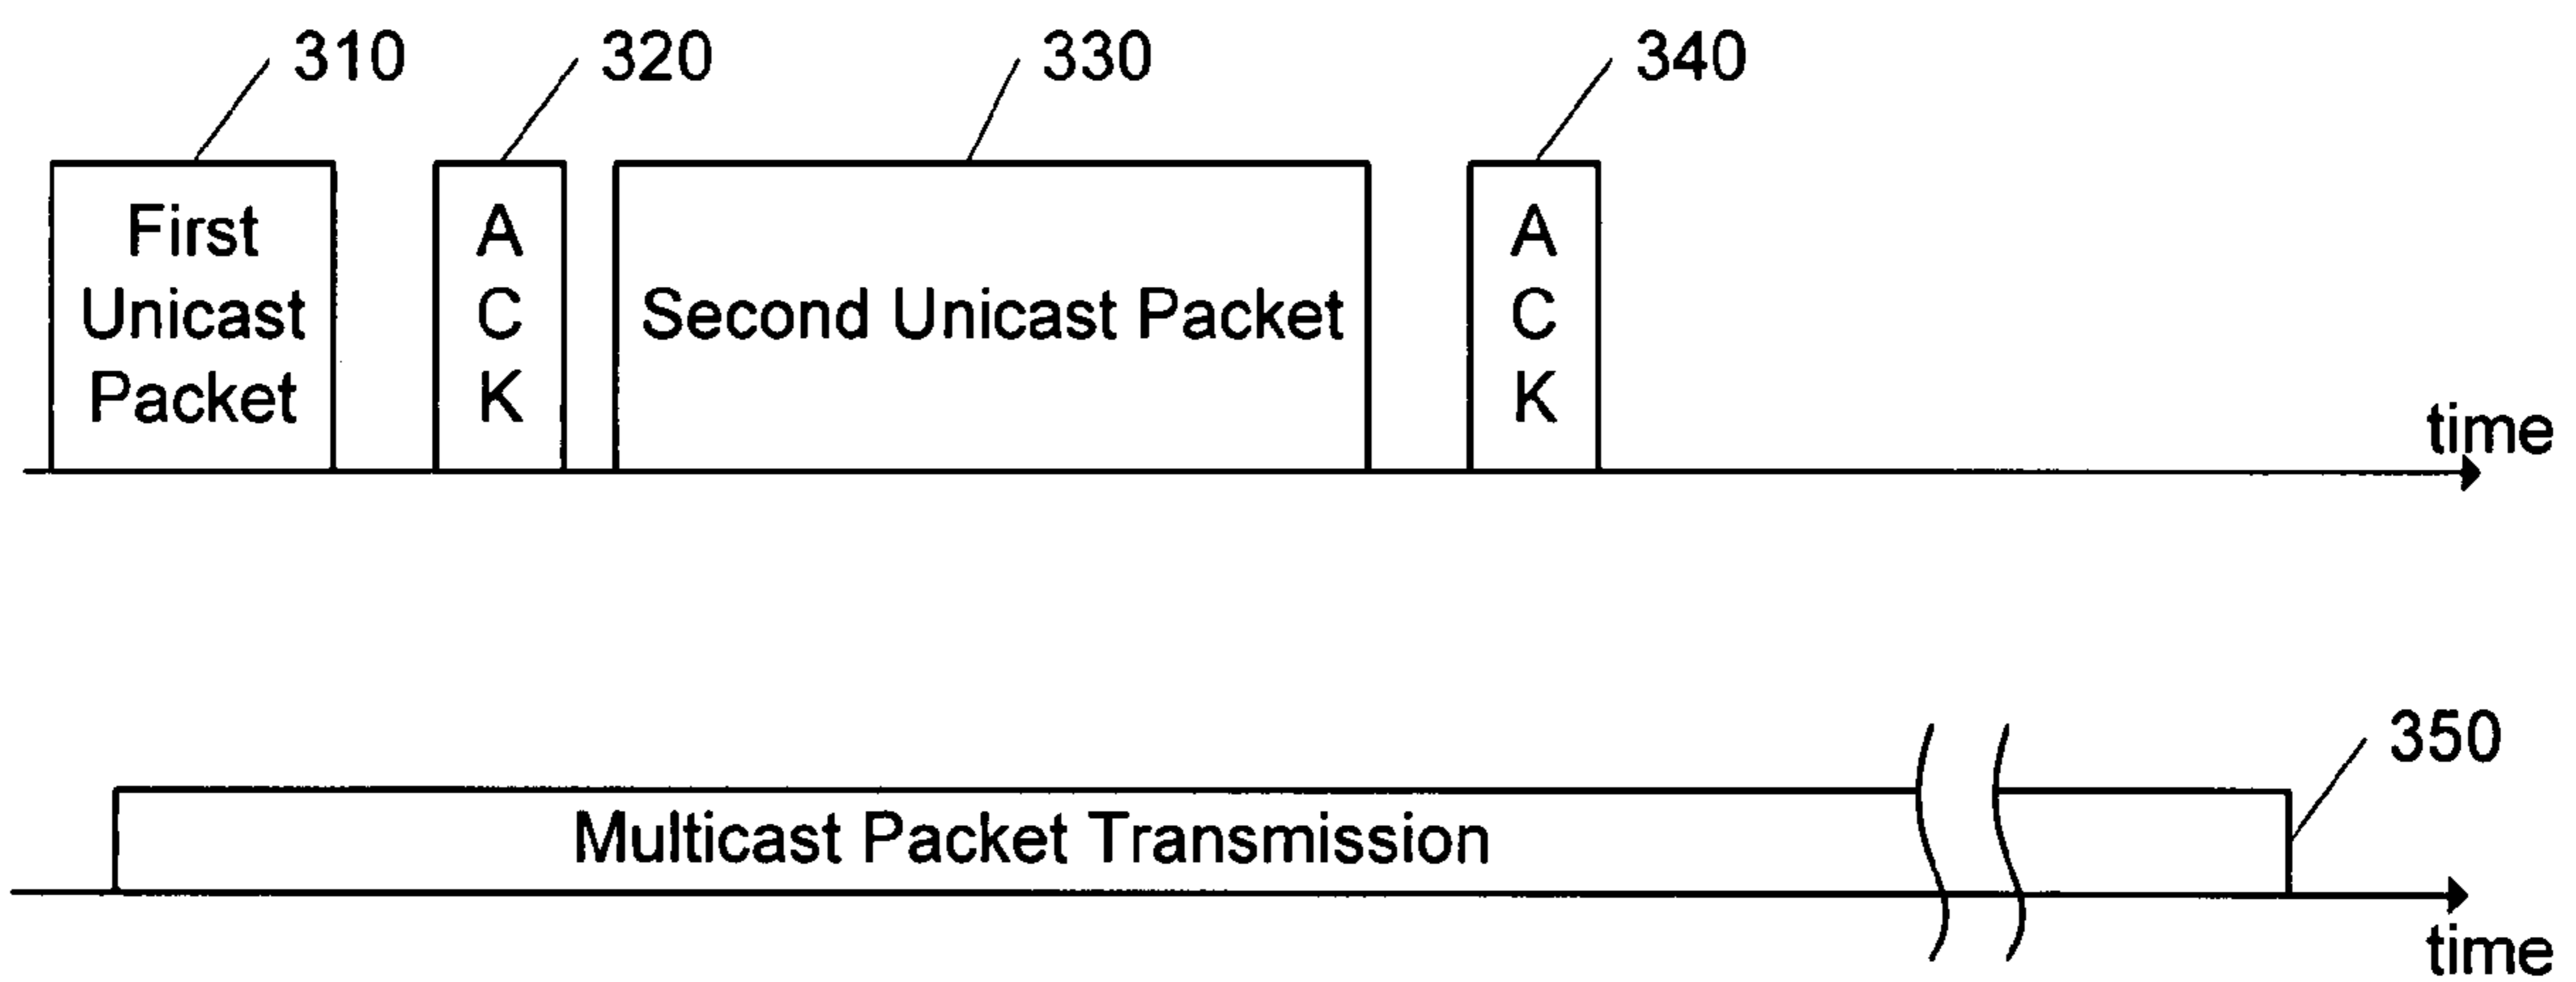 310
320
330
340
First
Unicast
Packet
A
C
K
Second Unicast Packet
A
C
K
time
350
Multicast Packet Transmission
time